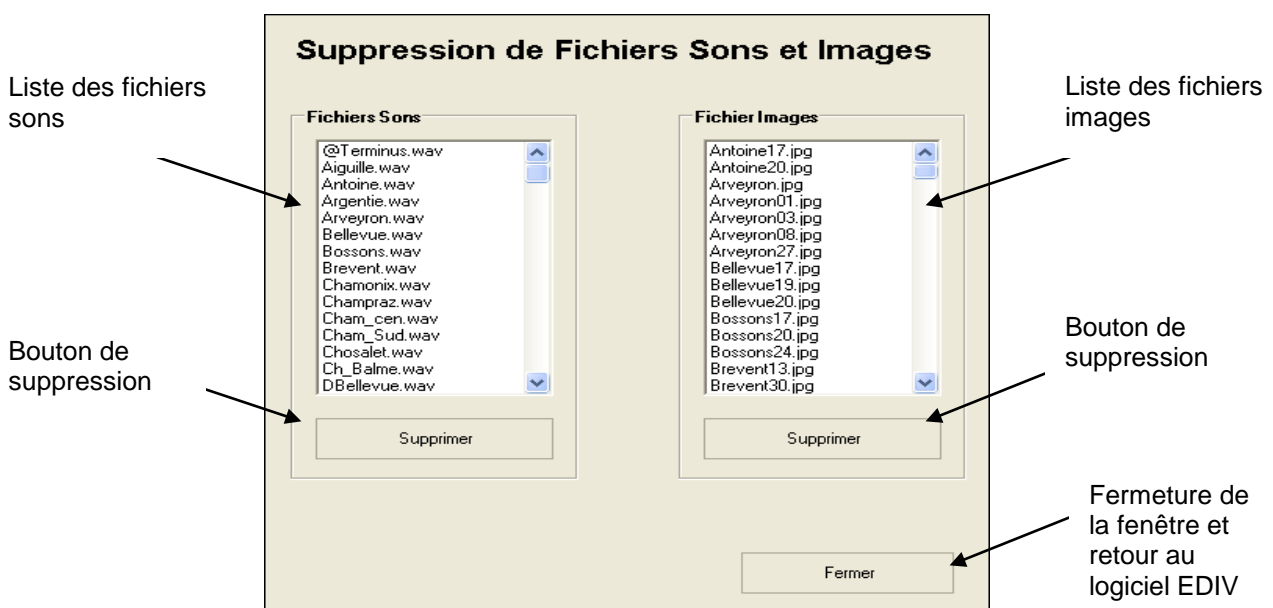 Suppression de Fichiers Sons et Images
Liste des fichiers
sons
Liste des fichiers
images
Fichiers Sons
@Terminus.wav
Aiguille.wav
Antoine.wav
Argentie.wav
Arveyron.wav
Bellevue.wav
Bossons.wav
Brevent.wav
Chamonix.wav
Champraz.wav
Cham_cen.wav
Cham_Sud.wav
Chosalet.wav
Ch_Balme.wav
DBellevue.wav
Fichier Images
Antoine17.jpg
Antoine20.jpg
Arveyron.jpg
Arveyron01.jpg
Arveyron03.jpg
Arveyron08.jpg
Arveyron27.jpg
Bellevue17.jpg
Bellevue19.jpg
Bellevue20.jpg
Bossons17.jpg
Bossons20.jpg
Bossons24.jpg
Brevent13.jpg
Brevent30.jpg
Bouton de
suppression
Bouton de
suppression
Supprimer
Supprimer
Fermeture de
la fenêtre et
retour au
logiciel EDIV
Fermer